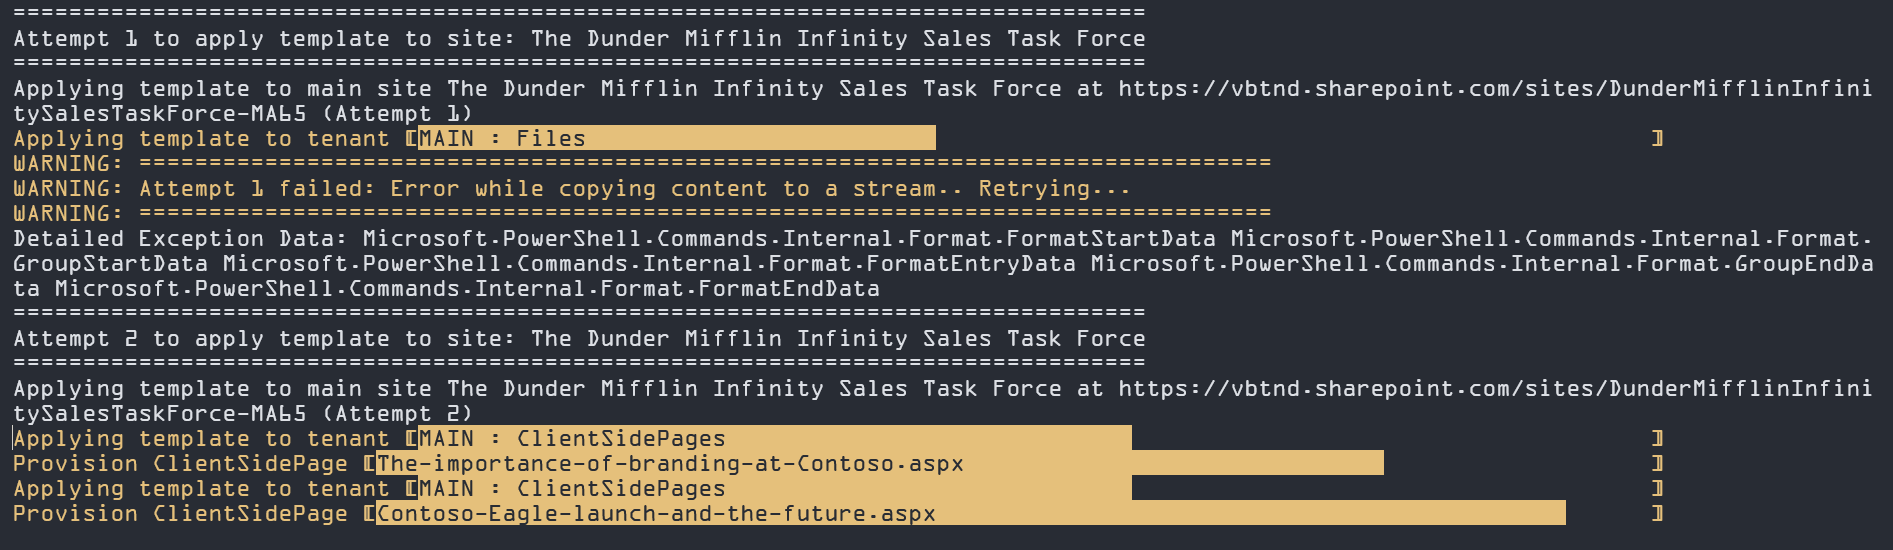 =================================================================================
Attempt 1 to apply template to site: The Dunder Mifflin Infinity Sales Task Force
=================================================================================
Applying template to main site The Dunder Mifflin Infinity Sales Task Force at https://vbtnd.sharepoint.com/sites/DunderMifflinInfini
tySalesTaskForce-MA65 (Attempt 1)
Applying template to tenant [MAIN : Files                                                                            ]
WARNING: =================================================================================
WARNING: Attempt 1 failed: Error while copying content to a stream.. Retrying...
WARNING: =================================================================================
Detailed Exception Data: Microsoft.PowerShell.Commands.Internal.Format.FormatStartData Microsoft.PowerShell.Commands.Internal.Format.
GroupStartData Microsoft.PowerShell.Commands.Internal.Format.FormatEntryData Microsoft.PowerShell.Commands.Internal.Format.GroupEndDa
ta Microsoft.PowerShell.Commands.Internal.Format.FormatEndData
=================================================================================
Attempt 2 to apply template to site: The Dunder Mifflin Infinity Sales Task Force
=================================================================================
Applying template to main site The Dunder Mifflin Infinity Sales Task Force at https://vbtnd.sharepoint.com/sites/DunderMifflinInfini
tySalesTaskForce-MA65 (Attempt 2)
Applying template to tenant [MAIN : ClientSidePages                                                                  ]
Provision ClientSidePage [The-importance-of-branding-at-Contoso.aspx                                                 ]
Applying template to tenant [MAIN : ClientSidePages                                                                  ]
Provision ClientSidePage [Contoso-Eagle-launch-and-the-future.aspx                                                   ]